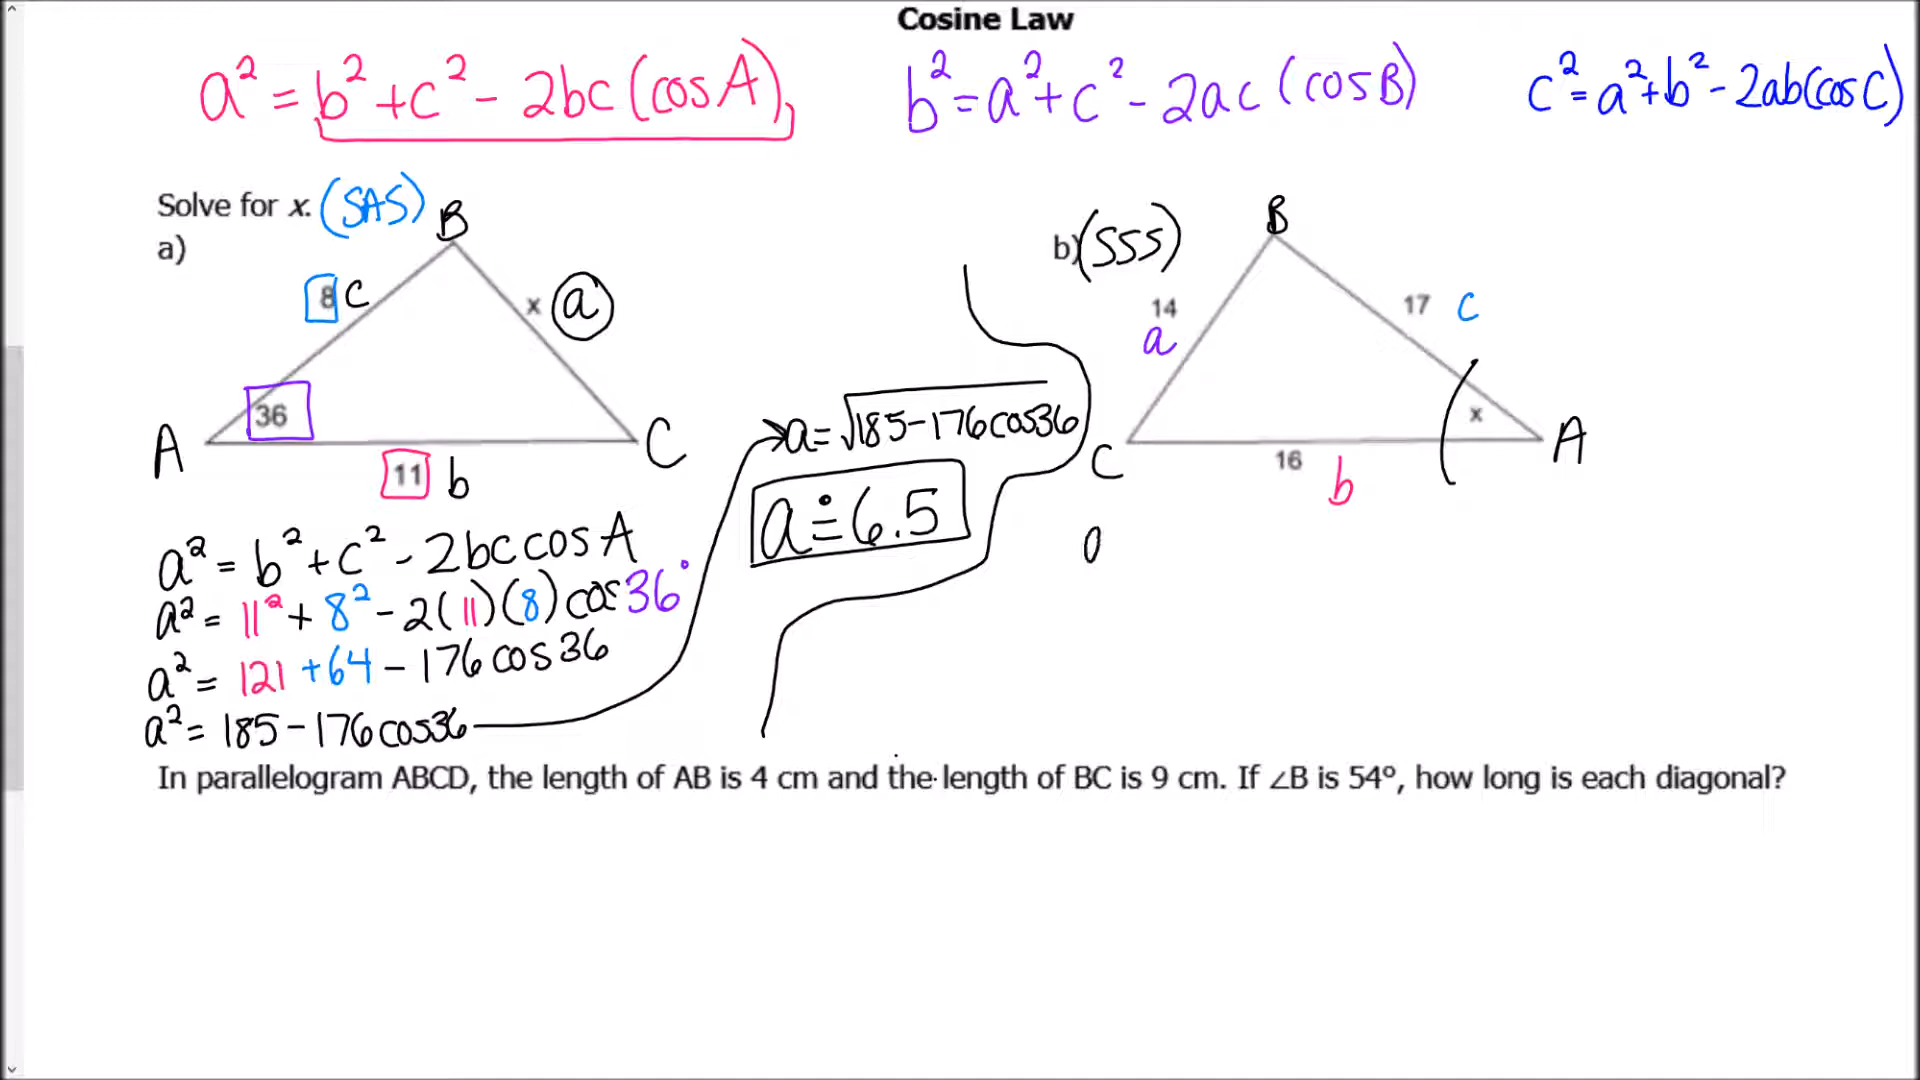 Cosine Law
a² = b² + c² - 2bc (cos A)
b² = a² + c² - 2ac (cos B)
c² = a² + b² - 2ab (cos C)
Solve for x. (SAS)
a)
B
8 c
x a
36
A
C
11 b
a² = b² + c² - 2bc cos A
a² = 11² + 8² - 2(11)(8) cos 36°
a² = 121 + 64 - 176 cos 36
a² = 185 - 176 cos 36
a = √185 - 176 cos 36
a ≐ 6.5
b) (SSS)
B
14
a
17 c
x
C
A
16 b
In parallelogram ABCD, the length of AB is 4 cm and the length of BC is 9 cm. If ∠B is 54º, how long is each diagonal?